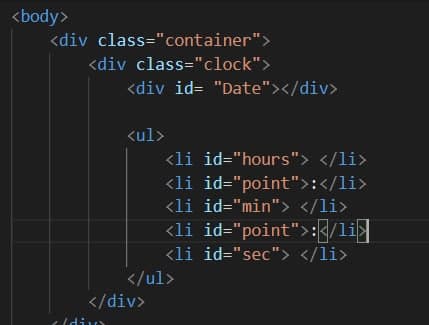 <body>
<div class="container">
<div class="clock">
<div id= "Date"></div>
<ul>
<li id="hours"> </li>
<li id="point">:</li>
<li id="min"> </li>
<li id="point">:</li>
<li id="sec"> </li>
</ul>
</div>
</div>